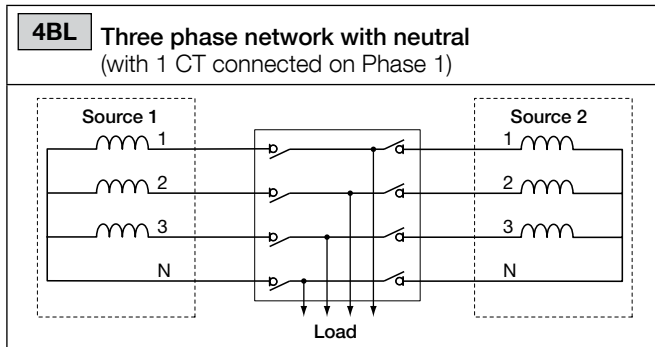 4BL Three phase network with neutral
(with 1 CT connected on Phase 1)
Source 1
Source 2
1
1
2
2
3
3
N
N
Load